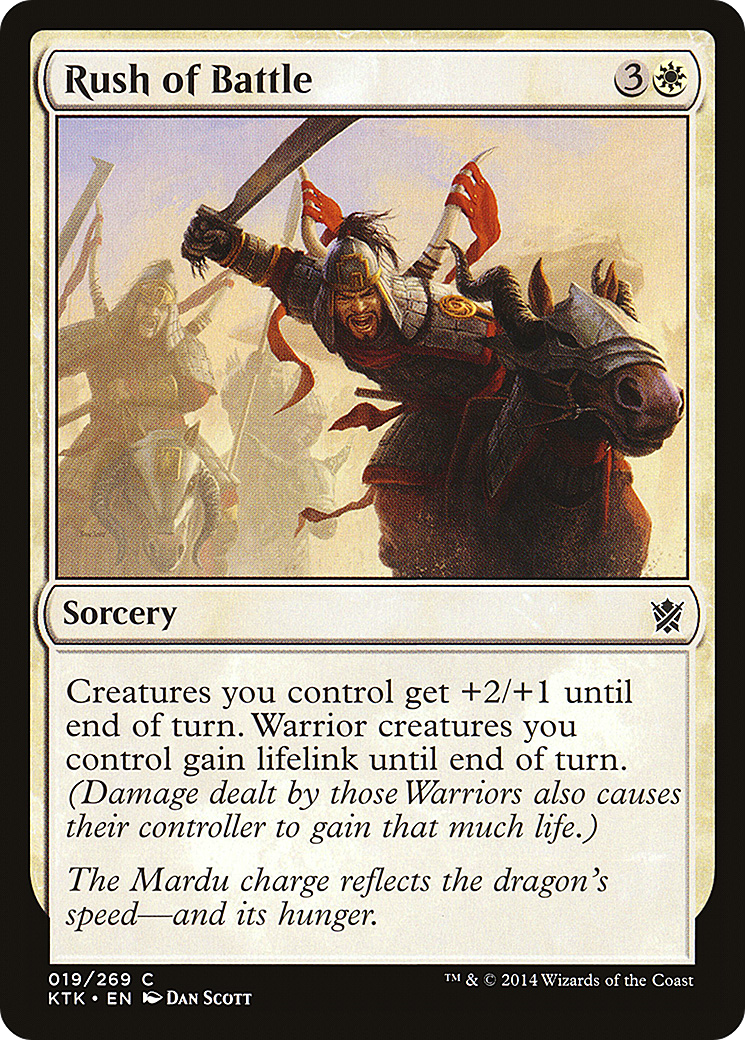 Rush of Battle 3
Sorcery
Creatures you control get +2/+1 until
end of turn. Warrior creatures you
control gain lifelink until end of turn.
(Damage dealt by those Warriors also causes
their controller to gain that much life.)
The Mardu charge reflects the dragon's
speed—and its hunger.
019/269 C
KTK • EN Dan Scott
™ & © 2014 Wizards of the Coast